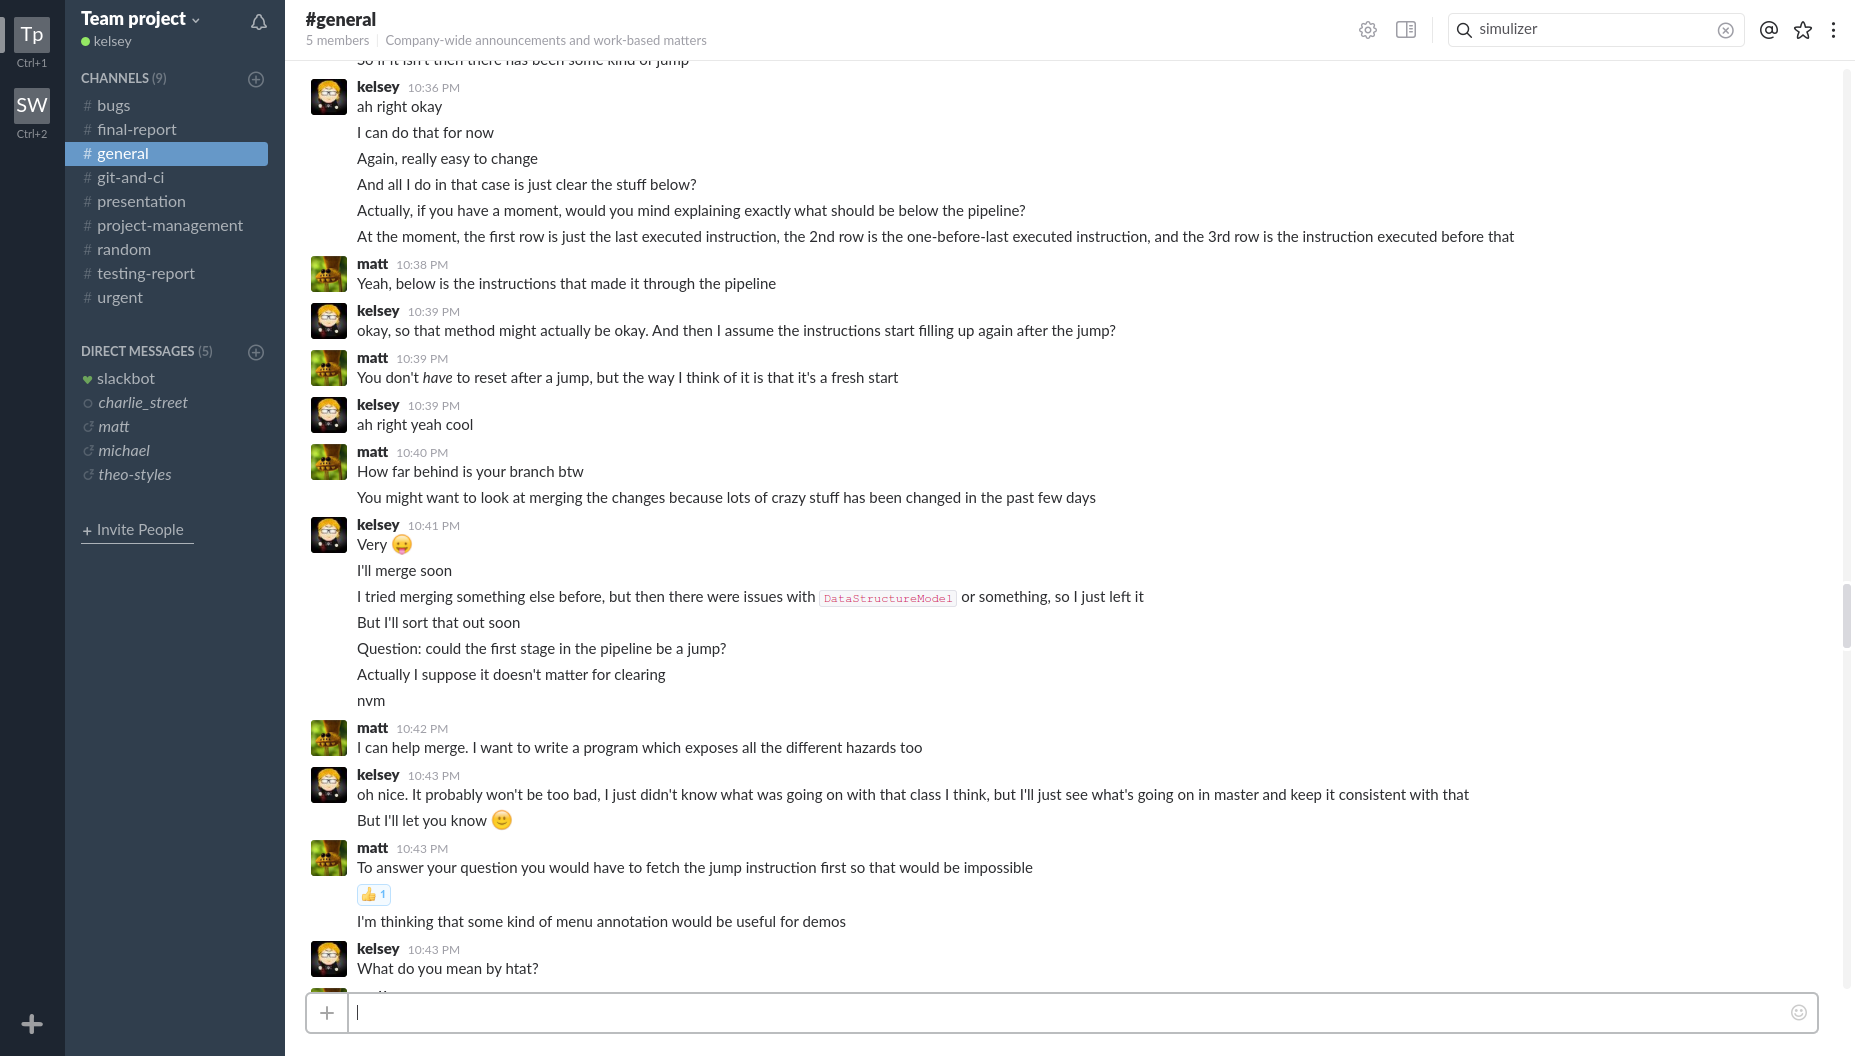 Tp
Ctrl+1
SW
Ctrl+2
Team project
kelsey
CHANNELS (9)
# bugs
# final-report
# general
# git-and-ci
# presentation
# project-management
# random
# testing-report
# urgent
DIRECT MESSAGES (5)
slackbot
charlie_street
matt
michael
theo-styles
+ Invite People
#general
5 members | Company-wide announcements and work-based matters
simulizer
So if it isn't then there has been some kind of jump
kelsey 10:36 PM
ah right okay
I can do that for now
Again, really easy to change
And all I do in that case is just clear the stuff below?
Actually, if you have a moment, would you mind explaining exactly what should be below the pipeline?
At the moment, the first row is just the last executed instruction, the 2nd row is the one-before-last executed instruction, and the 3rd row is the instruction executed before that
matt 10:38 PM
Yeah, below is the instructions that made it through the pipeline
kelsey 10:39 PM
okay, so that method might actually be okay. And then I assume the instructions start filling up again after the jump?
matt 10:39 PM
You don't have to reset after a jump, but the way I think of it is that it's a fresh start
kelsey 10:39 PM
ah right yeah cool
matt 10:40 PM
How far behind is your branch btw
You might want to look at merging the changes because lots of crazy stuff has been changed in the past few days
kelsey 10:41 PM
Very 😛
I'll merge soon
I tried merging something else before, but then there were issues with DataStructureModel or something, so I just left it
But I'll sort that out soon
Question: could the first stage in the pipeline be a jump?
Actually I suppose it doesn't matter for clearing
nvm
matt 10:42 PM
I can help merge. I want to write a program which exposes all the different hazards too
kelsey 10:43 PM
oh nice. It probably won't be too bad, I just didn't know what was going on with that class I think, but I'll just see what's going on in master and keep it consistent with that
But I'll let you know 🙂
matt 10:43 PM
To answer your question you would have to fetch the jump instruction first so that would be impossible
👍 1
I'm thinking that some kind of menu annotation would be useful for demos
kelsey 10:43 PM
What do you mean by htat?